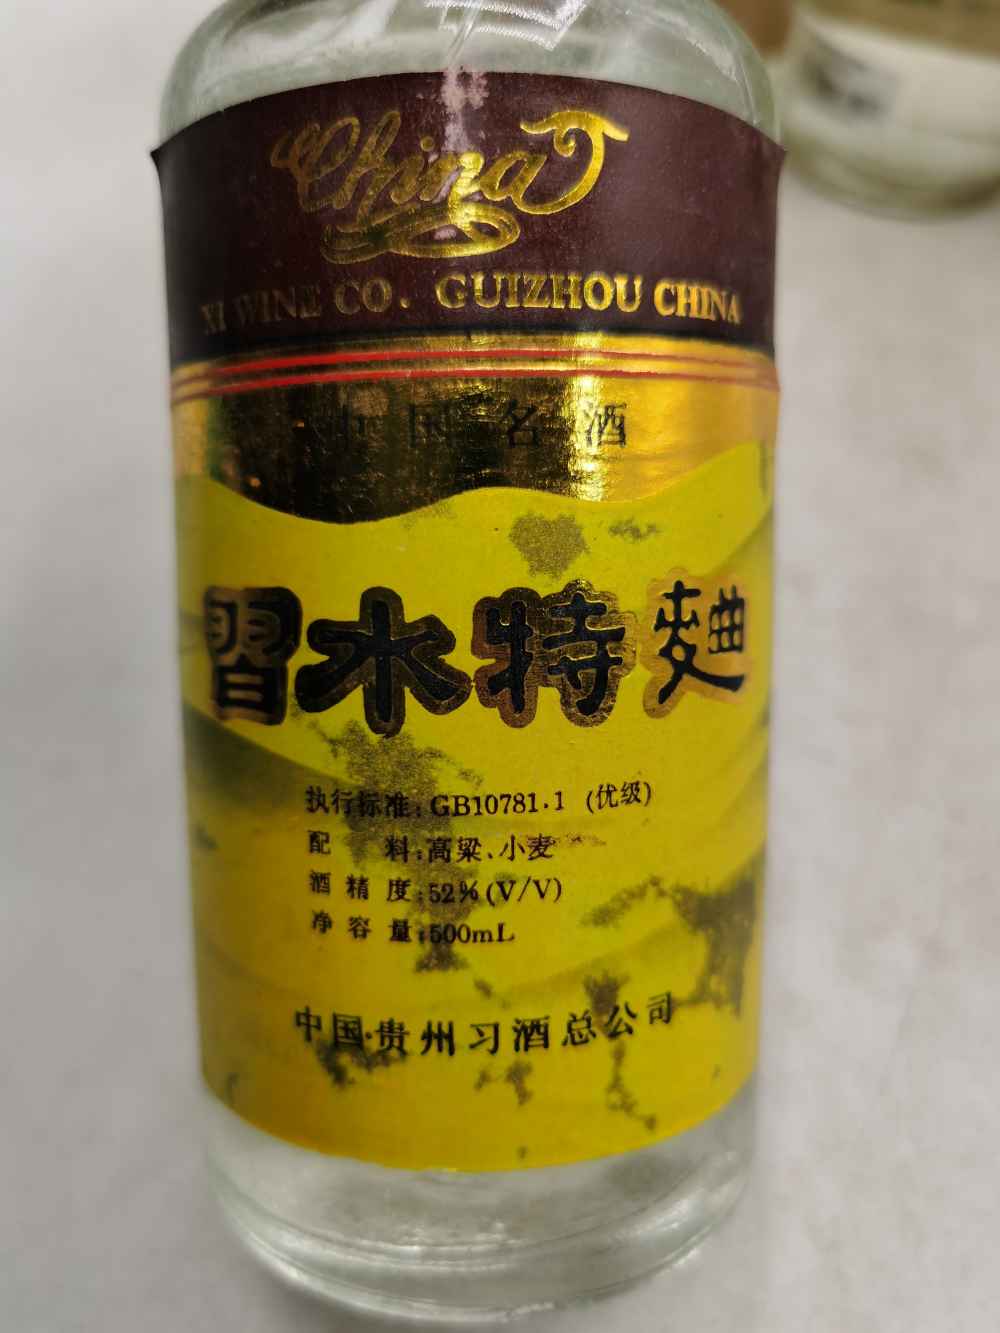 China
XI WINE CO. GUIZHOU CHINA
中国名酒
習水特麯
执行标准:GB10781.1 (优级)
配 料:高粱、小麦
酒精度:52%(V/V)
净容量:500mL
中国·贵州习酒总公司